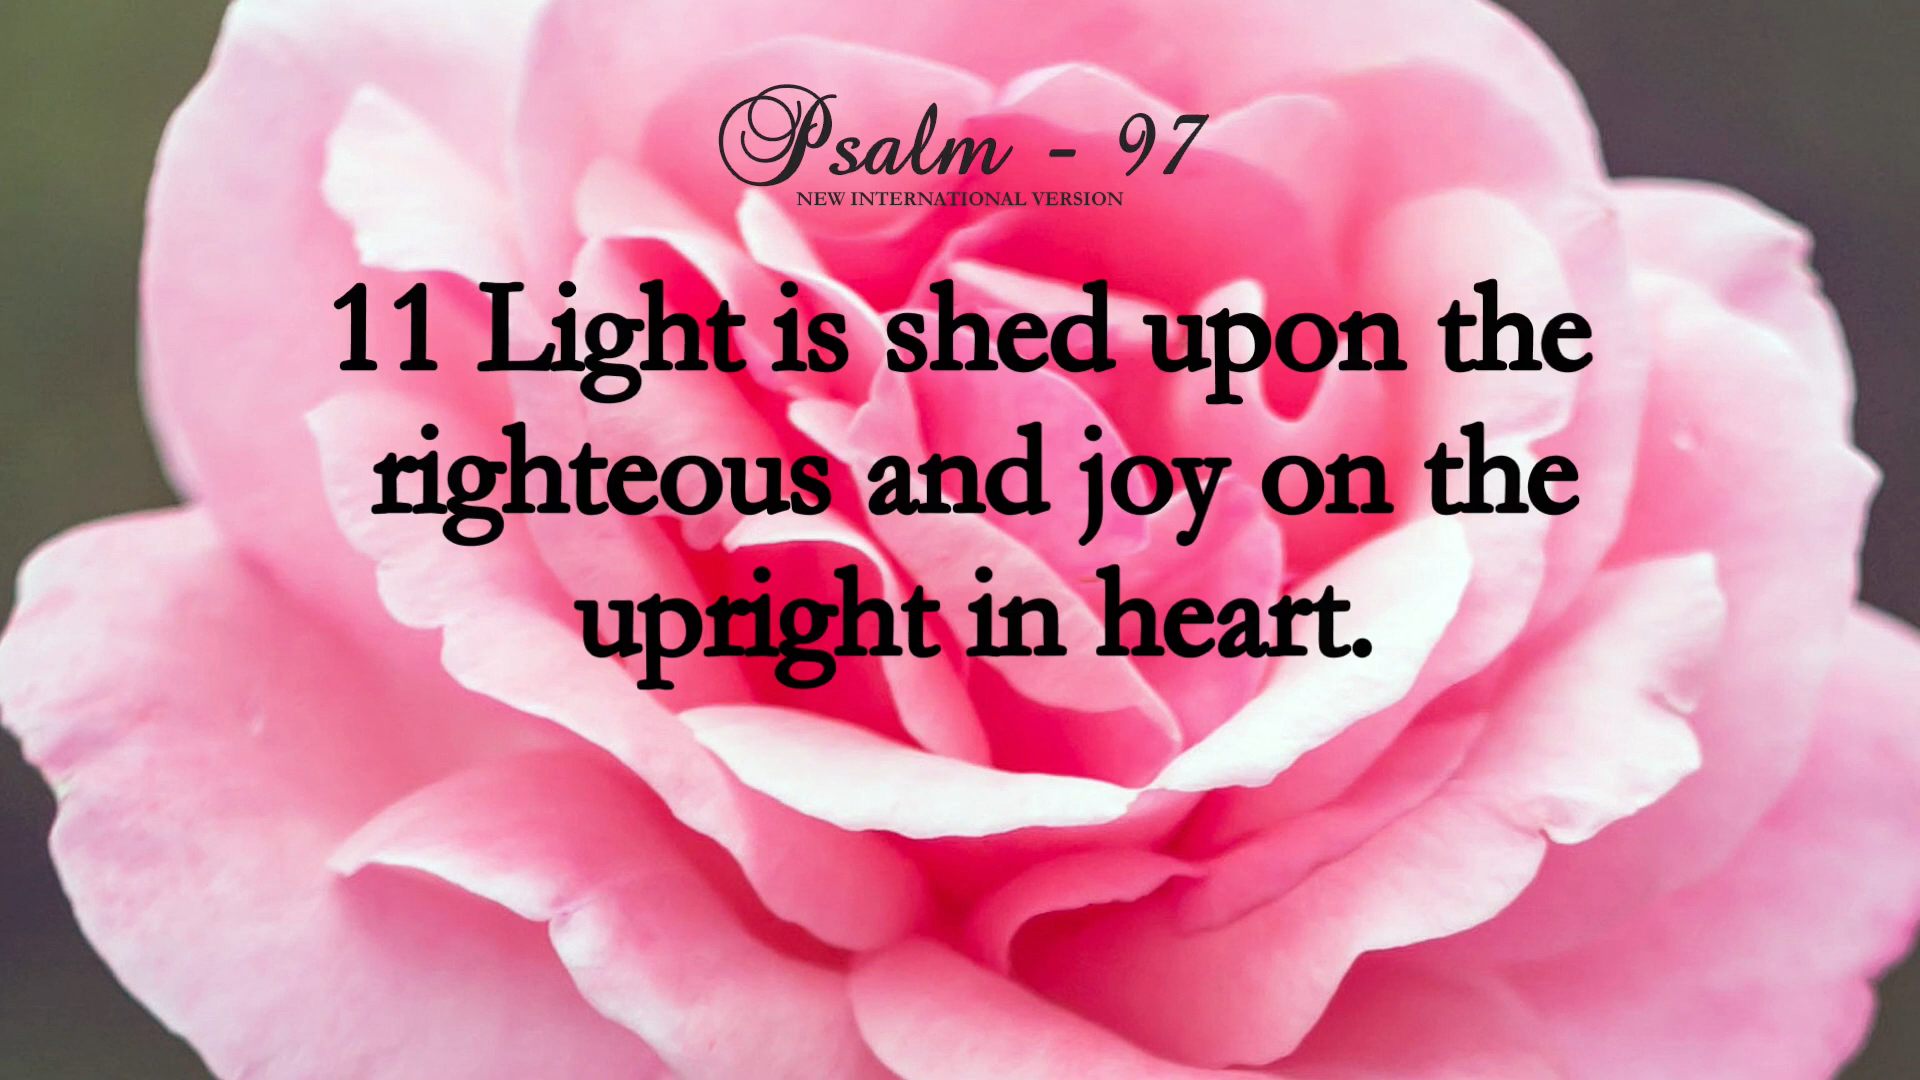 Psalm - 97
NEW INTERNATIONAL VERSION
11 Light is shed upon the
righteous and joy on the
upright in heart.